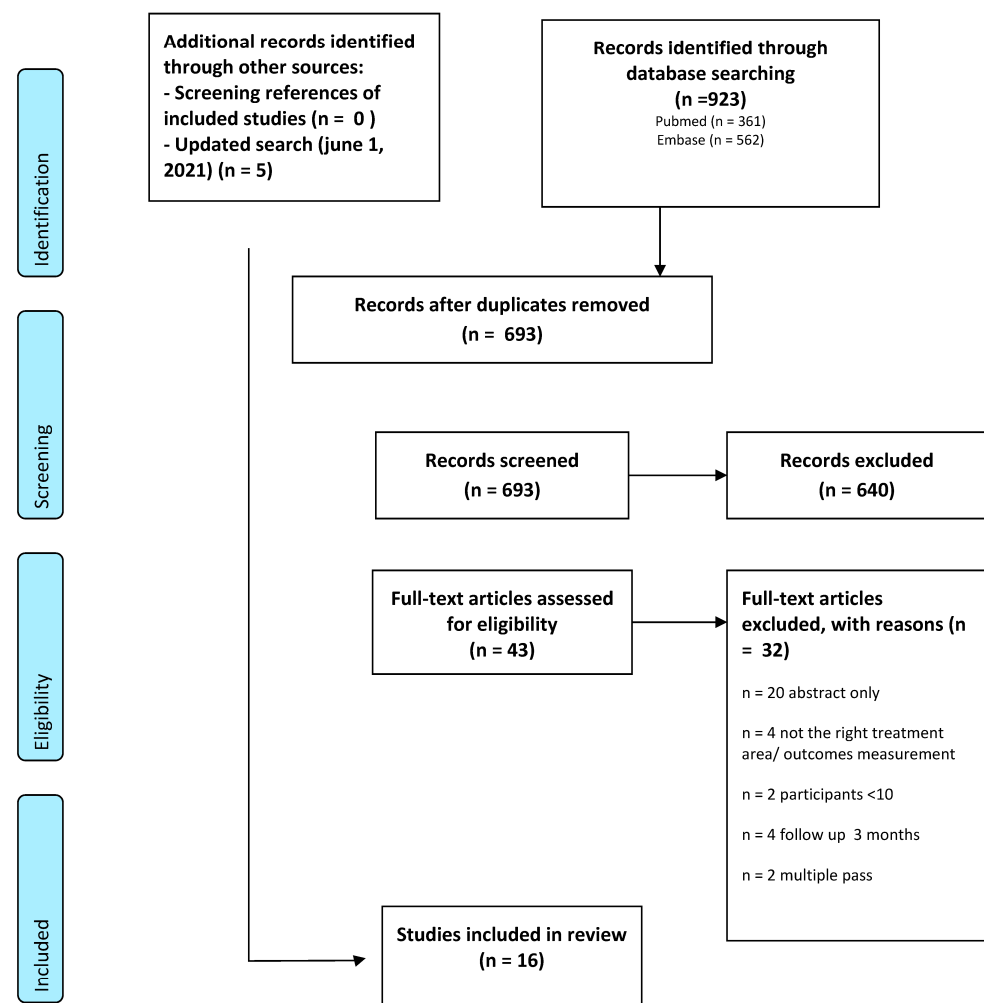 Additional records identified
through other sources:
- Screening references of
included studies (n = 0 )
- Updated search (june 1,
2021) (n = 5)
Records identified through
database searching
(n =923)
Pubmed (n = 361)
Embase (n = 562)
Identification
Records after duplicates removed
(n = 693)
Screening
Records screened
(n = 693)
Records excluded
(n = 640)
Eligibility
Full-text articles assessed
for eligibility
(n = 43)
Full-text articles
excluded, with reasons (n
= 32)
n = 20 abstract only
n = 4 not the right treatment
area/ outcomes measurement
n = 2 participants <10
n = 4 follow up 3 months
n = 2 multiple pass
Included
Studies included in review
(n = 16)